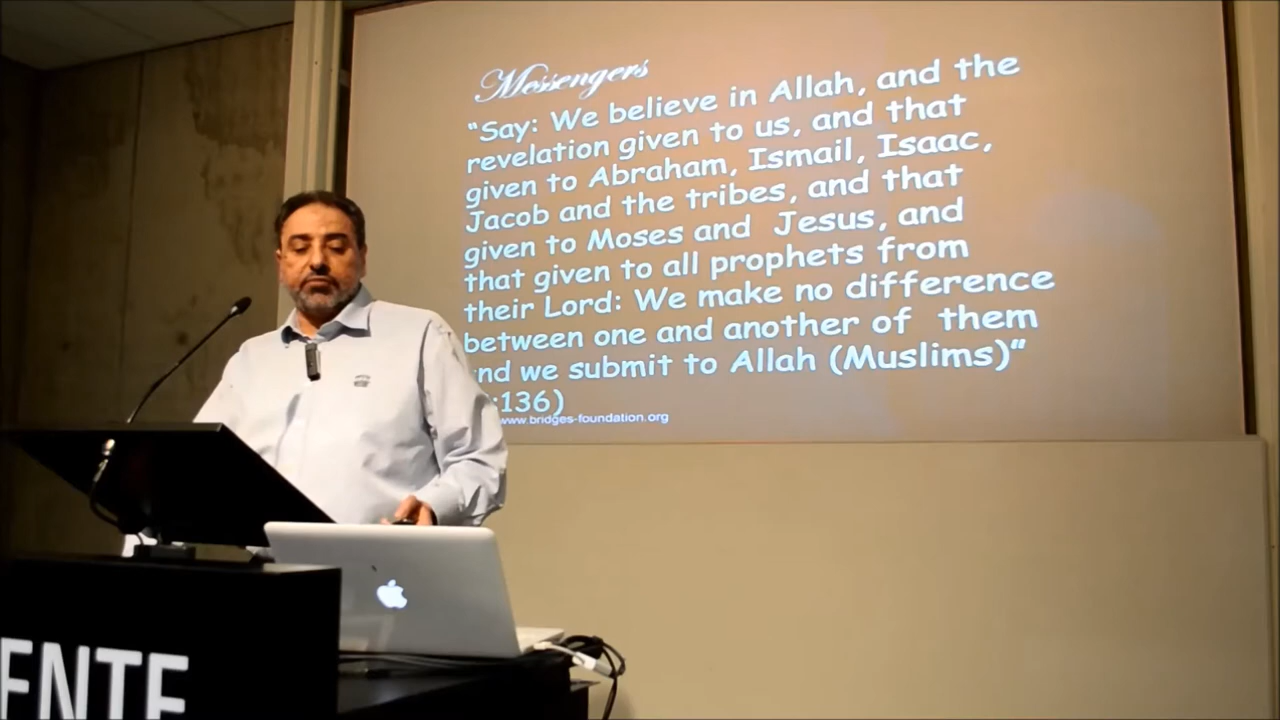 Messengers
"Say: We believe in Allah, and the
revelation given to us, and that
given to Abraham, Ismail, Isaac,
Jacob and the tribes, and that
given to Moses and Jesus, and
that given to all prophets from
their Lord: We make no difference
between one and another of them
nd we submit to Allah (Muslims)"
:136)
www.bridges-foundation.org
ENTE